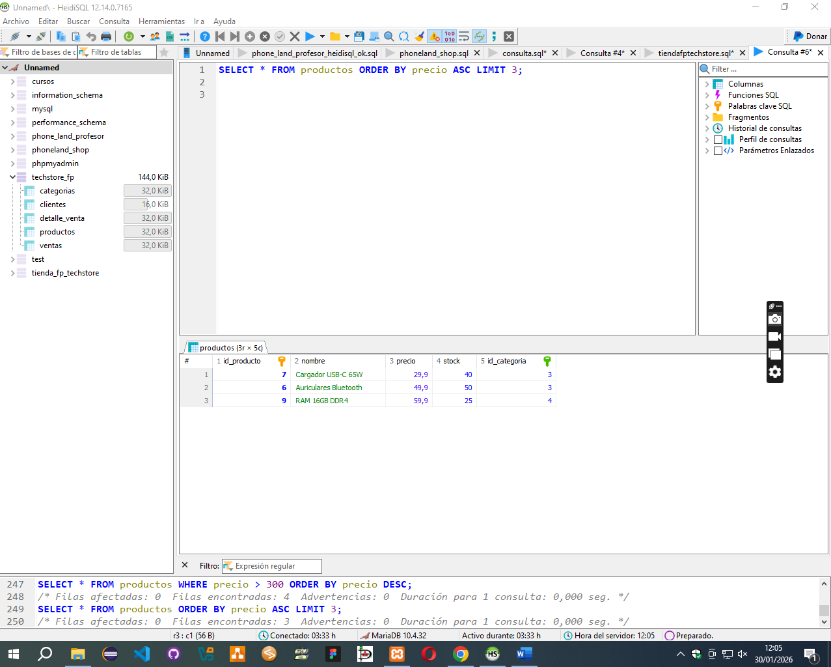 Unnamed\ - HeidiSQL 12.14.0.7165
Archivo Editar Buscar Consulta Herramientas Ir a Ayuda
Donar
Filtro de bases de d
Filtro de tablas
Unnamed
phone_land_profesor_heidisql_ok.sql
phoneland_shop.sql
consulta.sql*
Consulta #4*
tiendafptechstore.sql*
Consulta #6*
Unnamed
cursos
information_schema
mysql
performance_schema
phone_land_profesor
phoneland_shop
phpmyadmin
techstore_fp 144,0 KiB
categorias 32,0 KiB
clientes 16,0 KiB
detalle_venta 32,0 KiB
productos 32,0 KiB
ventas 32,0 KiB
test
tienda_fp_techstore
1 SELECT * FROM productos ORDER BY precio ASC LIMIT 3;
2
3
Filter ...
Columnas
Funciones SQL
Palabras clave SQL
Fragmentos
Historial de consultas
Perfil de consultas
Parámetros Enlazados
productos (3r × 5c)
# 1 id_producto 2 nombre 3 precio 4 stock 5 id_categoria
1 7 Cargador USB-C 65W 29,9 40 3
2 6 Auriculares Bluetooth 49,9 50 3
3 9 RAM 16GB DDR4 59,9 25 4
Filtro: Expresión regular
247 SELECT * FROM productos WHERE precio > 300 ORDER BY precio DESC;
248 /* Filas afectadas: 0 Filas encontradas: 4 Advertencias: 0 Duración para 1 consulta: 0,000 seg. */
249 SELECT * FROM productos ORDER BY precio ASC LIMIT 3;
250 /* Filas afectadas: 0 Filas encontradas: 3 Advertencias: 0 Duración para 1 consulta: 0,000 seg. */
r3 : c1 (56 B) Conectado: 03:33 h MariaDB 10.4.32 Activo durante: 03:33 h Hora del servidor: 12:05 Preparado.
12:05
30/01/2026